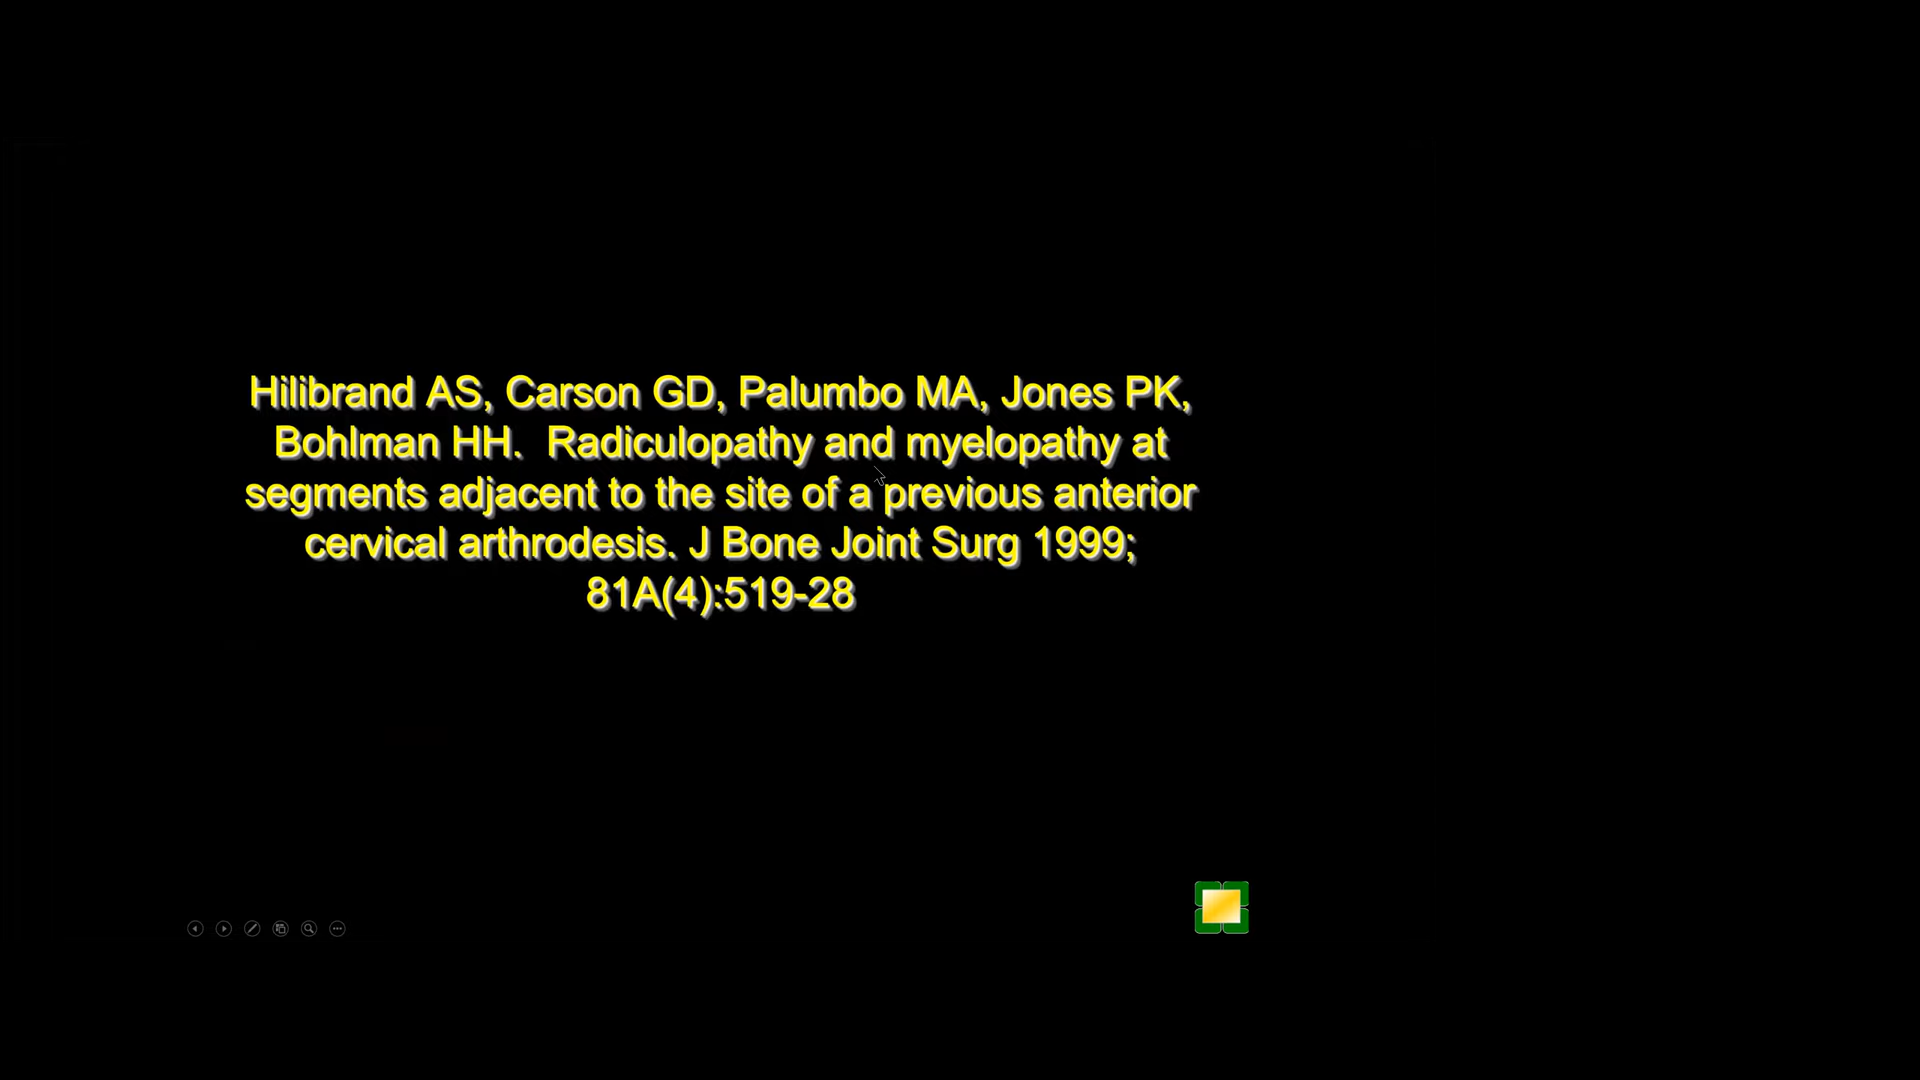 Hilibrand AS, Carson GD, Palumbo MA, Jones PK,
Bohlman HH.  Radiculopathy and myelopathy at
segments adjacent to the site of a previous anterior
cervical arthrodesis. J Bone Joint Surg 1999;
81A(4):519-28